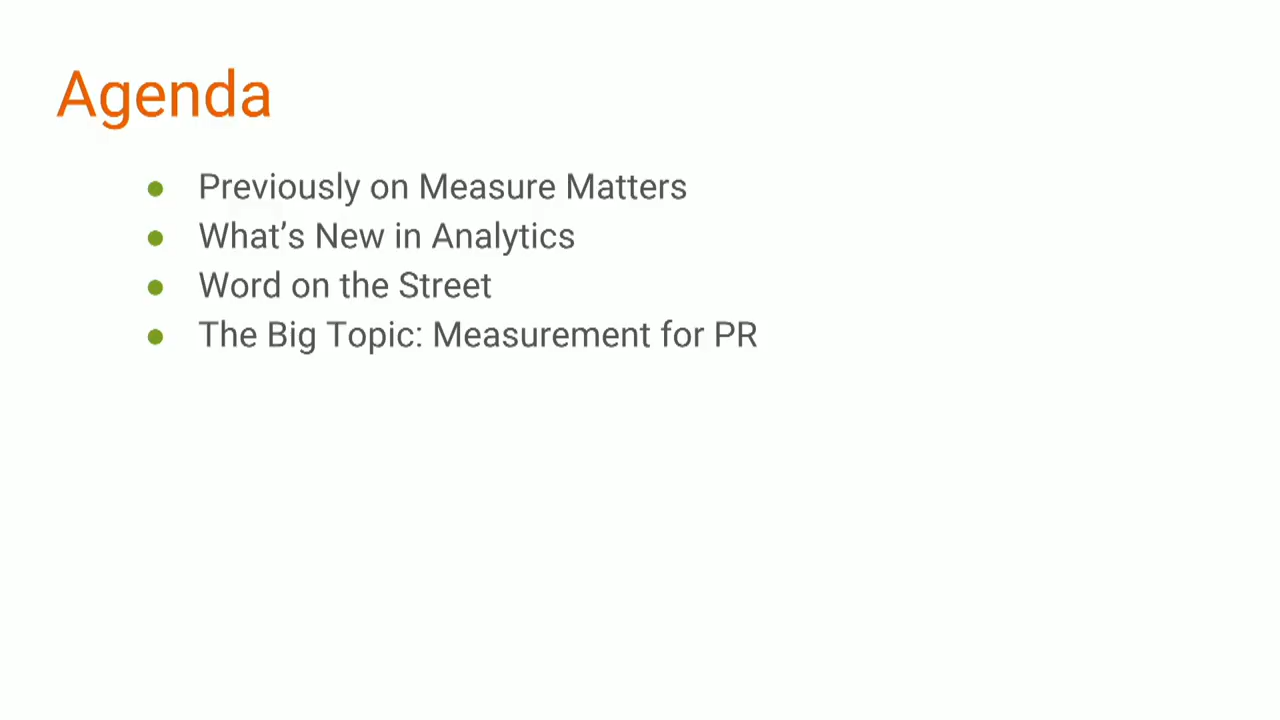 Agenda
● Previously on Measure Matters
● What’s New in Analytics
● Word on the Street
● The Big Topic: Measurement for PR